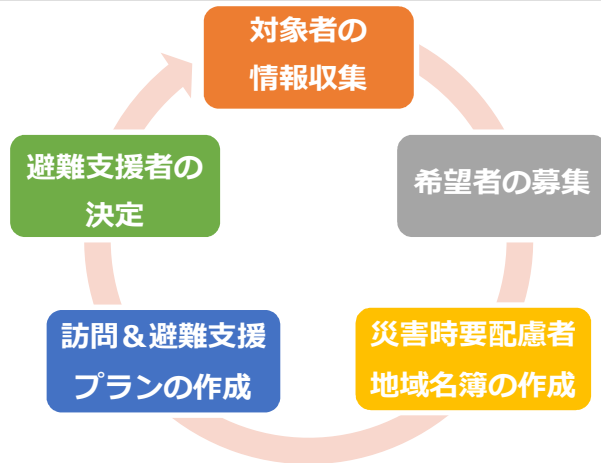 対象者の
情報収集
希望者の募集
災害時要配慮者
地域名簿の作成
訪問＆避難支援
プランの作成
避難支援者の
決定